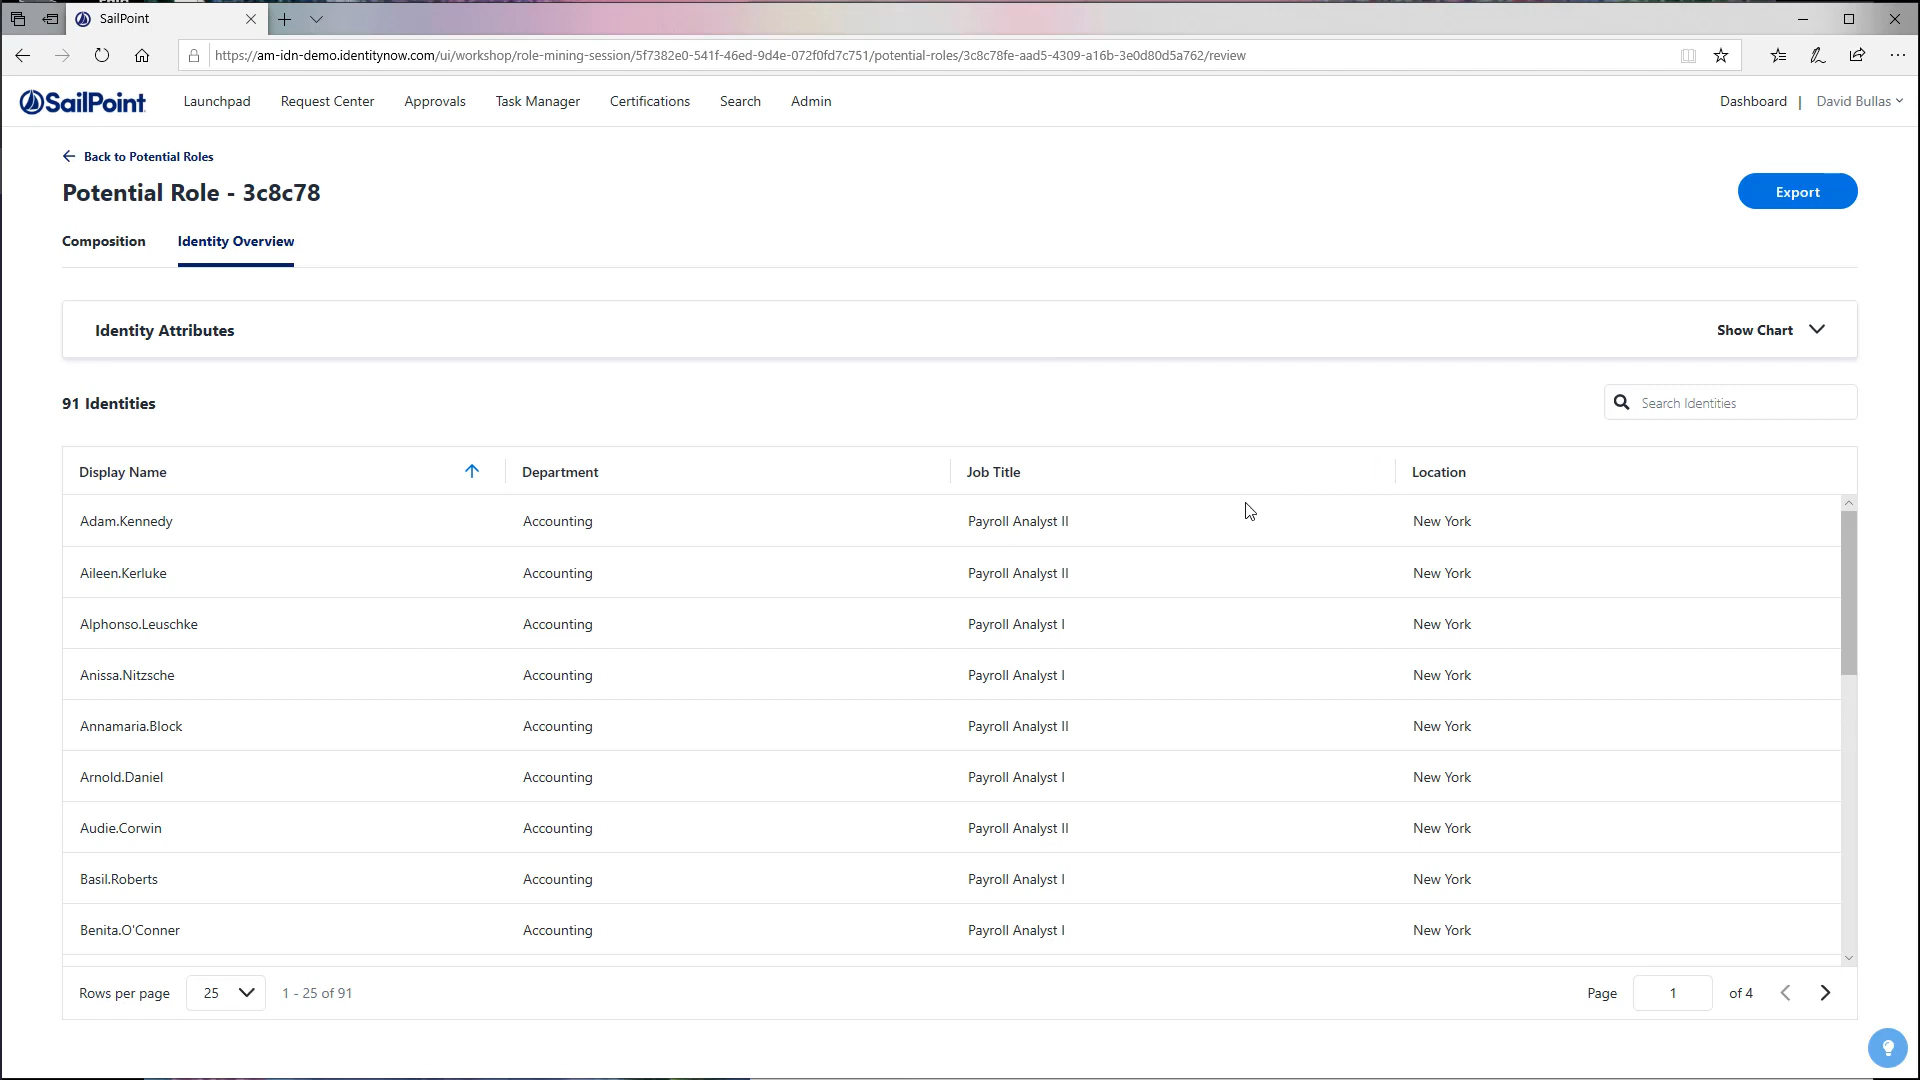 SailPoint
https://am-idn-demo.identitynow.com/ui/workshop/role-mining-session/5f7382e0-541f-46ed-9d4e-072f0fd7c751/potential-roles/3c8c78fe-aad5-4309-a16b-3e0d80d5a762/review
SailPoint Launchpad Request Center Approvals Task Manager Certifications Search Admin Dashboard | David Bullas
Back to Potential Roles
Potential Role - 3c8c78
Export
Composition Identity Overview
Identity Attributes Show Chart
91 Identities Search Identities
Display Name Department Job Title Location
Adam.Kennedy Accounting Payroll Analyst II New York
Aileen.Kerluke Accounting Payroll Analyst II New York
Alphonso.Leuschke Accounting Payroll Analyst I New York
Anissa.Nitzsche Accounting Payroll Analyst I New York
Annamaria.Block Accounting Payroll Analyst II New York
Arnold.Daniel Accounting Payroll Analyst I New York
Audie.Corwin Accounting Payroll Analyst II New York
Basil.Roberts Accounting Payroll Analyst I New York
Benita.O'Conner Accounting Payroll Analyst I New York
Rows per page 25 1 - 25 of 91 Page 1 of 4